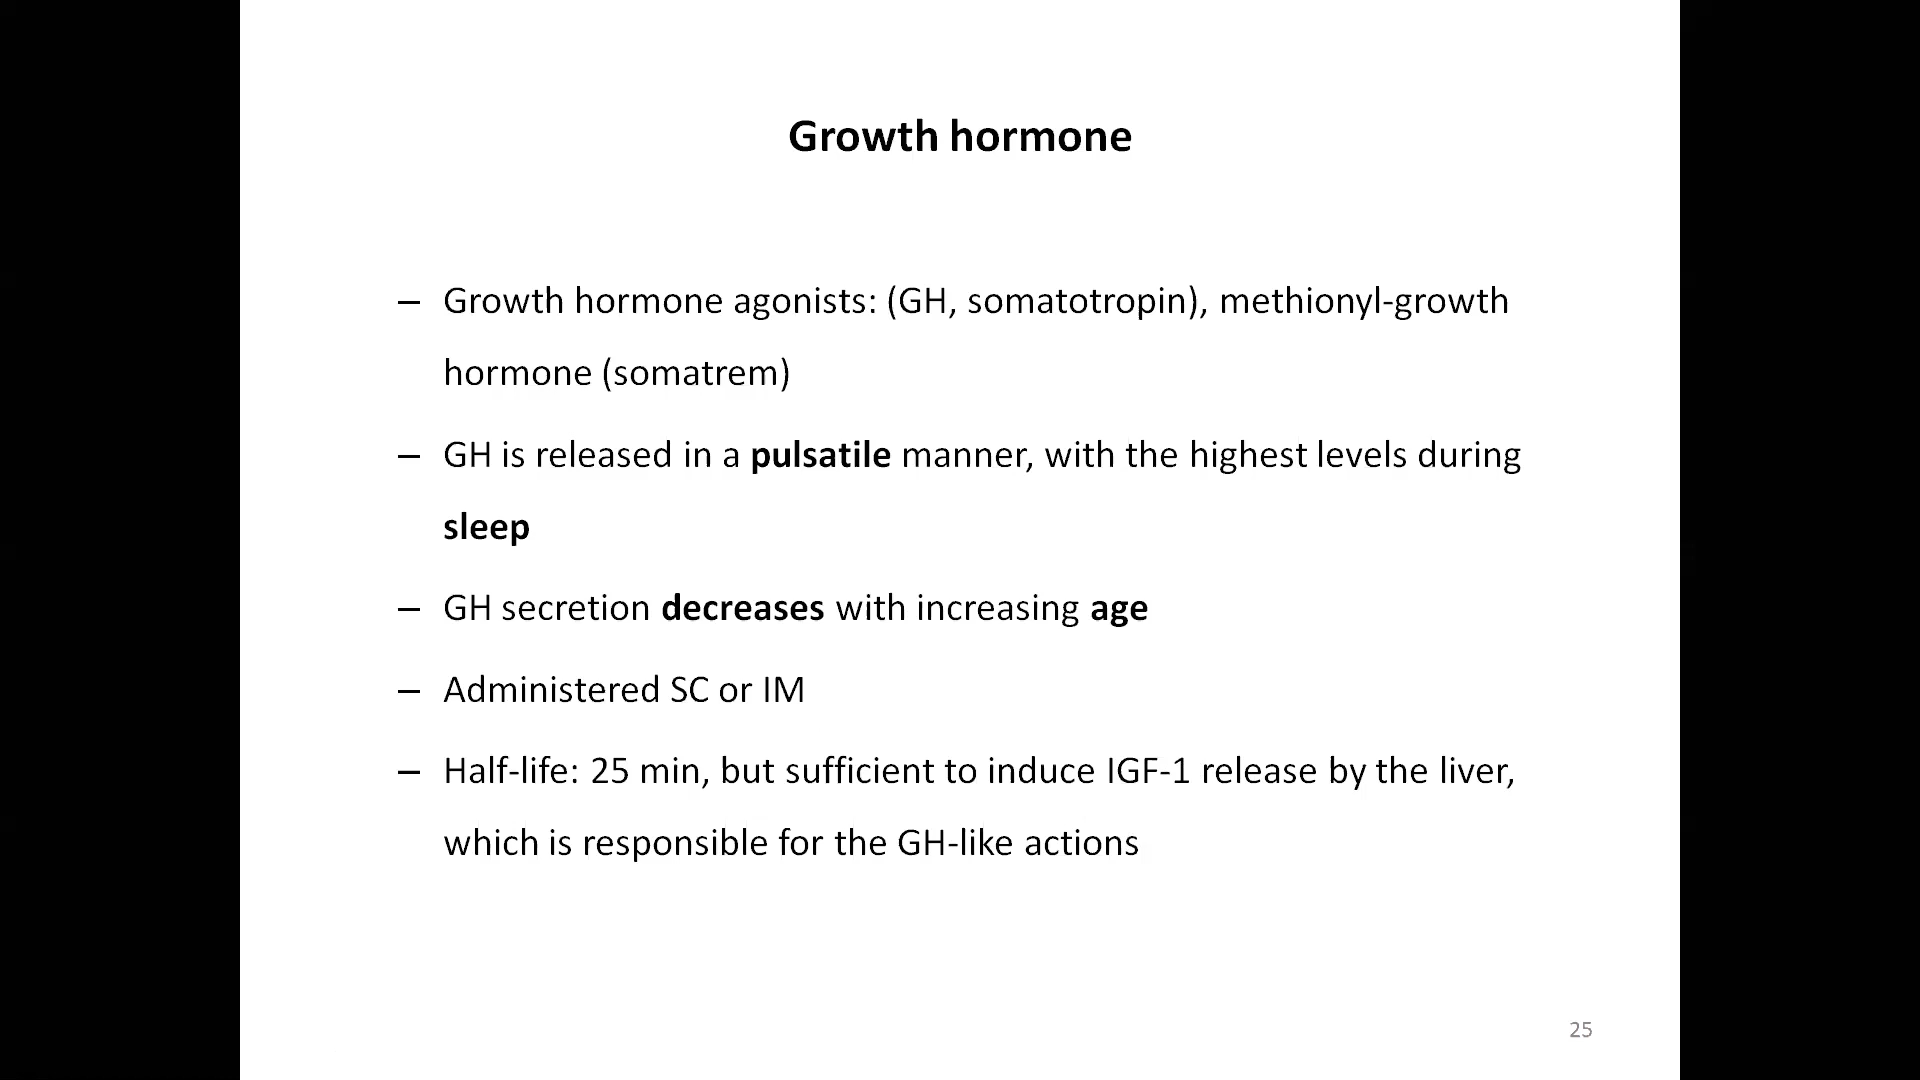 Growth hormone
– Growth hormone agonists: (GH, somatotropin), methionyl-growth
hormone (somatrem)
– GH is released in a pulsatile manner, with the highest levels during
sleep
– GH secretion decreases with increasing age
– Administered SC or IM
– Half-life: 25 min, but sufficient to induce IGF-1 release by the liver,
which is responsible for the GH-like actions
25